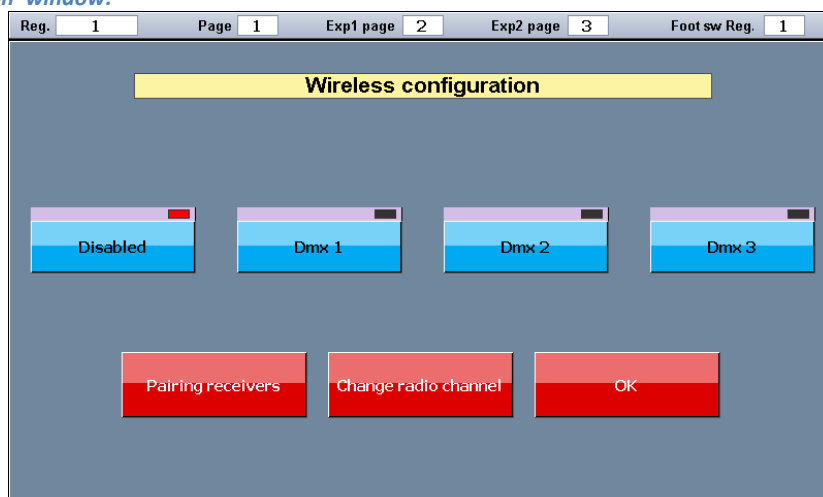 window.
Reg. 1 Page 1 Exp1 page 2 Exp2 page 3 Foot sw Reg. 1
Wireless configuration
Disabled Dmx 1 Dmx 2 Dmx 3
Pairing receivers Change radio channel OK